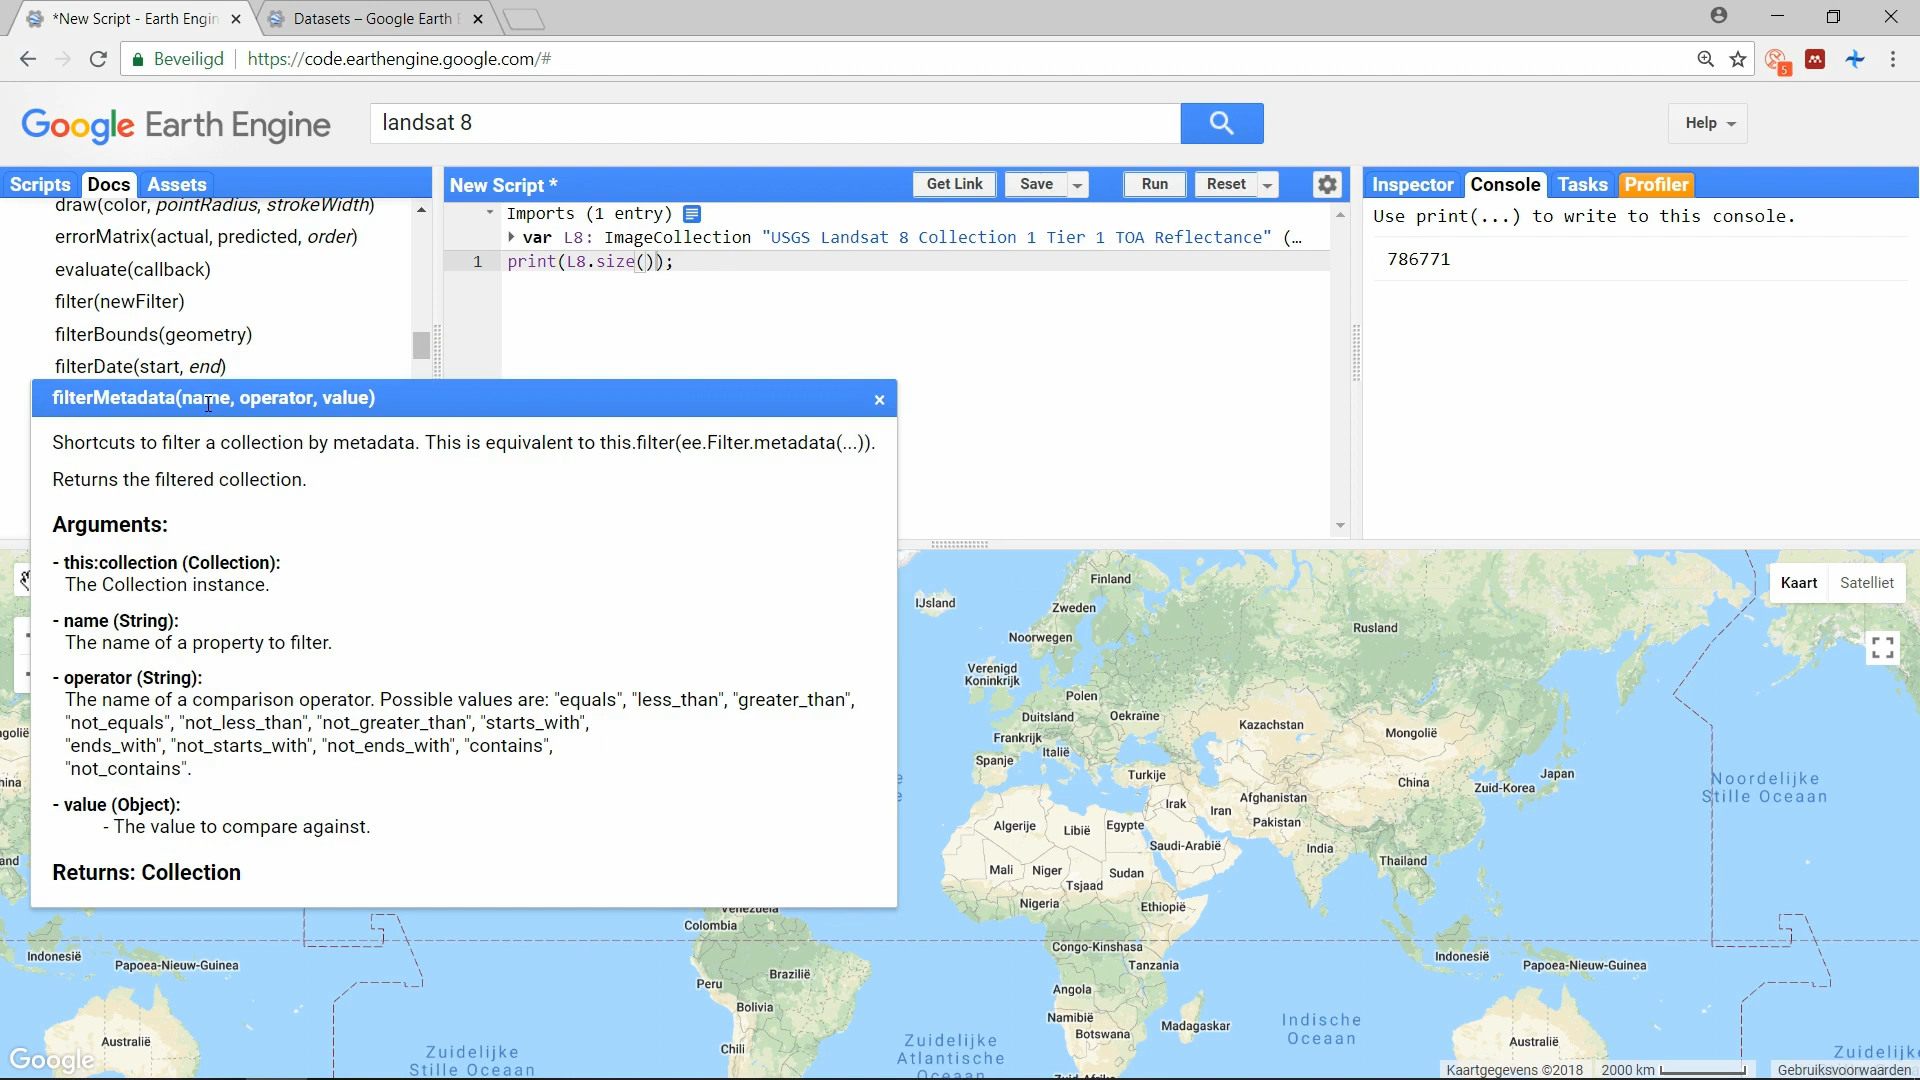 *New Script - Earth Engin
Datasets – Google Earth E
Beveiligd
https://code.earthengine.google.com/#
5
Google Earth Engine
landsat 8
Help
Scripts
Docs
Assets
draw(color, pointRadius, strokeWidth)
errorMatrix(actual, predicted, order)
evaluate(callback)
filter(newFilter)
filterBounds(geometry)
filterDate(start, end)
New Script *
Get Link
Save
Run
Reset
Imports (1 entry)
var L8: ImageCollection "USGS Landsat 8 Collection 1 Tier 1 TOA Reflectance" (…
1
print(L8.size());
Inspector
Console
Tasks
Profiler
Use print(...) to write to this console.
786771
filterMetadata(name, operator, value)
Shortcuts to filter a collection by metadata. This is equivalent to this.filter(ee.Filter.metadata(...)).
Returns the filtered collection.
Arguments:
- this:collection (Collection):
The Collection instance.
- name (String):
The name of a property to filter.
- operator (String):
The name of a comparison operator. Possible values are: "equals", "less_than", "greater_than",
"not_equals", "not_less_than", "not_greater_than", "starts_with",
"ends_with", "not_starts_with", "not_ends_with", "contains",
"not_contains".
- value (Object):
- The value to compare against.
Returns: Collection
Kaart
Satelliet
IJsland
Finland
Zweden
Noorwegen
Rusland
Verenigd
Koninkrijk
Polen
Duitsland
Oekraïne
Frankrijk
Italië
Spanje
Turkije
Kazachstan
Mongolië
China
Japan
Zuid-Korea
Noordelijke
Stille Oceaan
Irak
Iran
Afghanistan
Pakistan
Algerije
Libië
Egypte
Saudi-Arabië
India
Thailand
Mali
Niger
Tsjaad
Sudan
Nigeria
Ethiopië
Venezuela
Colombia
Congo-Kinshasa
Tanzania
Indonesië
Papoea-Nieuw-Guinea
Indonesië
Papoea-Nieuw-Guinea
Peru
Brazilië
Bolivia
Angola
Namibië
Botswana
Madagaskar
Chili
Australië
Australië
Indische
Oceaan
Zuidelijke
Stille Oceaan
Zuidelijke
Atlantische
Oceaan
Zuidelijke
Google
Kaartgegevens ©2018
2000 km
Gebruiksvoorwaarden